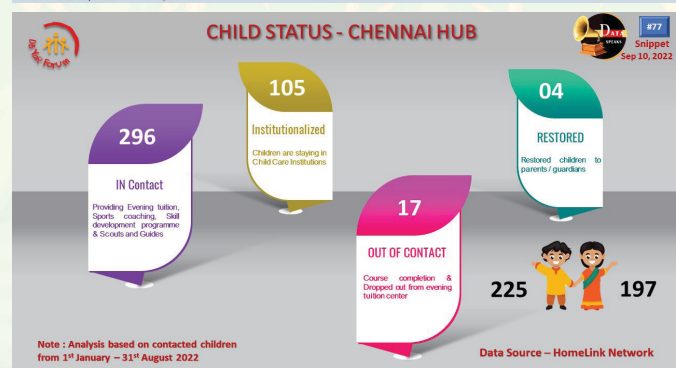 CHILD STATUS - CHENNAI HUB
DATA
SPEAKS
#77
Snippet
Sep 10, 2022
296
IN Contact
Providing Evening tuition,
Sports coaching, Skill
development programme
& Scouts and Guides
105
Institutionalized
Children are staying in
Child Care Institutions
17
OUT OF CONTACT
Course completion &
Dropped out from evening
tuition center
04
RESTORED
Restored children to
parents / guardians
225
197
Note : Analysis based on contacted children
from 1st January – 31st August 2022
Data Source – HomeLink Network